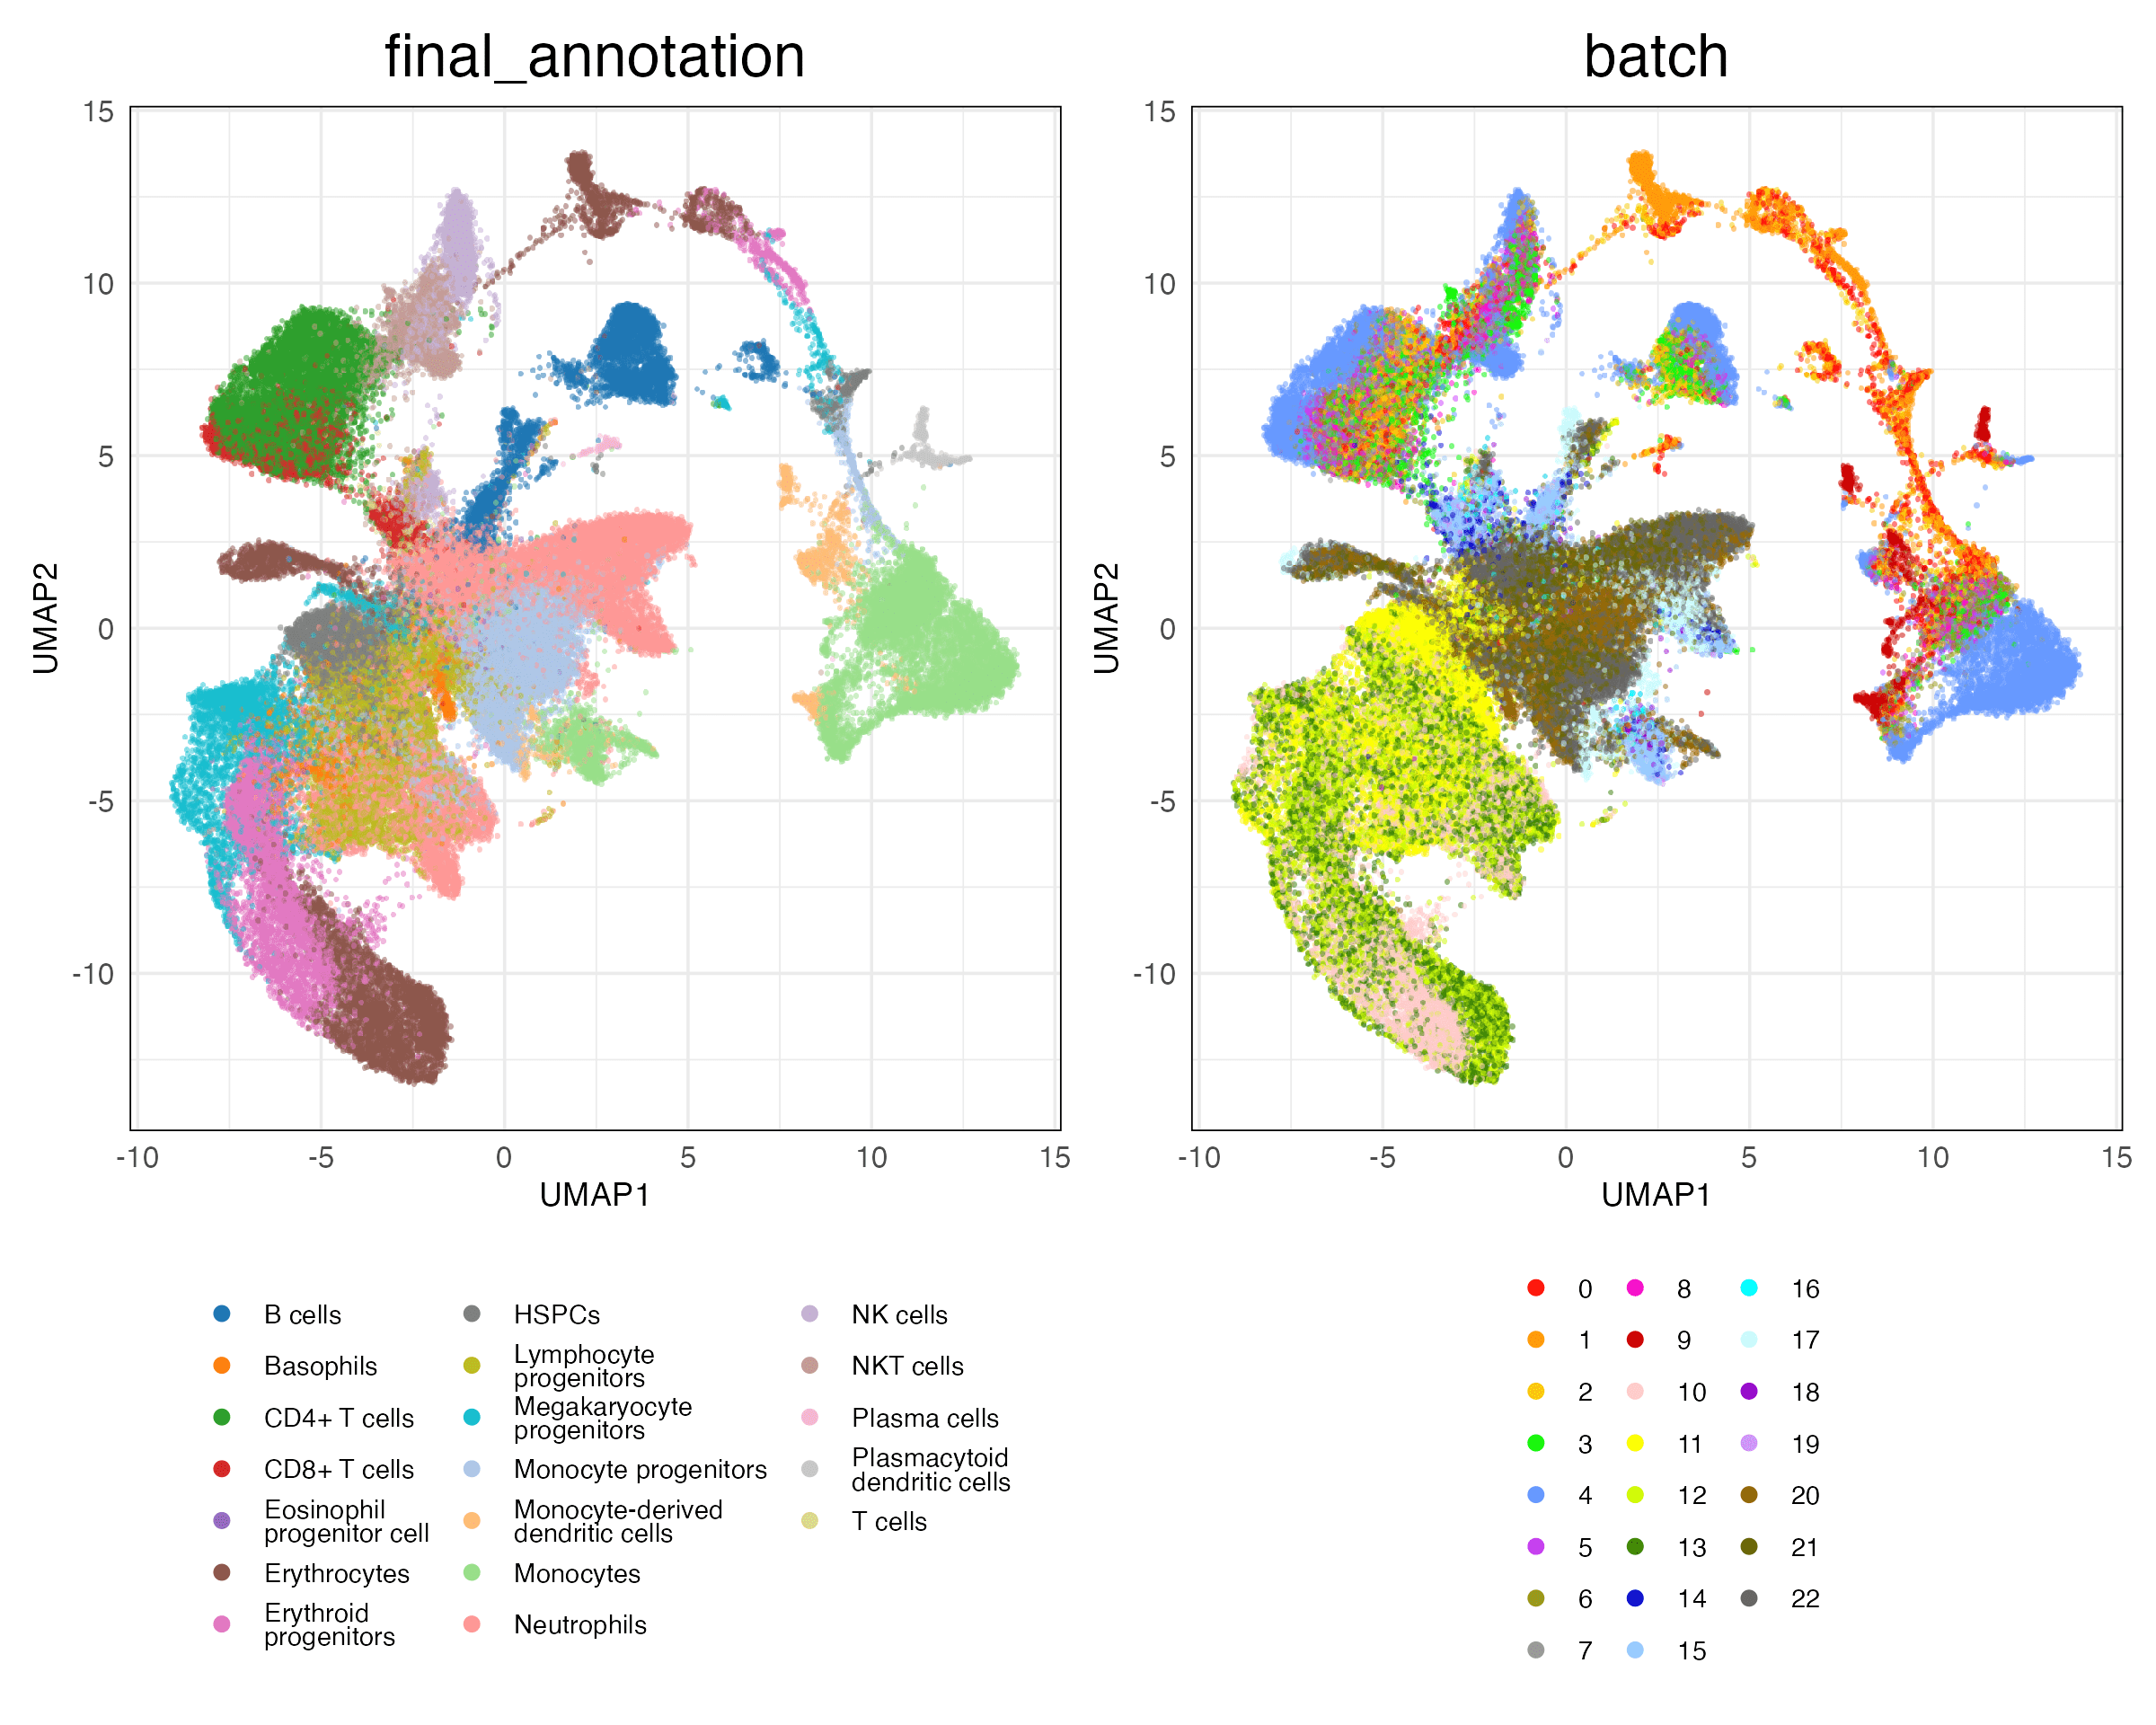 final_annotation
batch
15
10
5
0
-5
-10
UMAP2
-10
-5
0
5
10
15
UMAP1
15
10
5
0
-5
-10
UMAP2
-10
-5
0
5
10
15
UMAP1
B cells
Basophils
CD4+ T cells
CD8+ T cells
Eosinophil
progenitor cell
Erythrocytes
Erythroid
progenitors
HSPCs
Lymphocyte
progenitors
Megakaryocyte
progenitors
Monocyte progenitors
Monocyte-derived
dendritic cells
Monocytes
Neutrophils
NK cells
NKT cells
Plasma cells
Plasmacytoid
dendritic cells
T cells
0
1
2
3
4
5
6
7
8
9
10
11
12
13
14
15
16
17
18
19
20
21
22